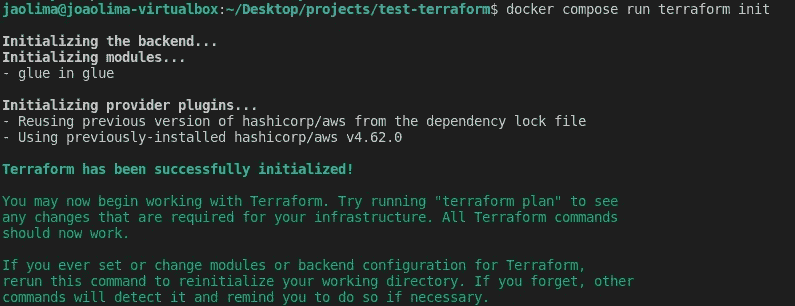 jaolima@joaolima-virtualbox:~/Desktop/projects/test-terraform$ docker compose run terraform init
Initializing the backend...
Initializing modules...
- glue in glue
Initializing provider plugins...
- Reusing previous version of hashicorp/aws from the dependency lock file
- Using previously-installed hashicorp/aws v4.62.0
Terraform has been successfully initialized!
You may now begin working with Terraform. Try running "terraform plan" to see
any changes that are required for your infrastructure. All Terraform commands
should now work.
If you ever set or change modules or backend configuration for Terraform,
rerun this command to reinitialize your working directory. If you forget, other
commands will detect it and remind you to do so if necessary.